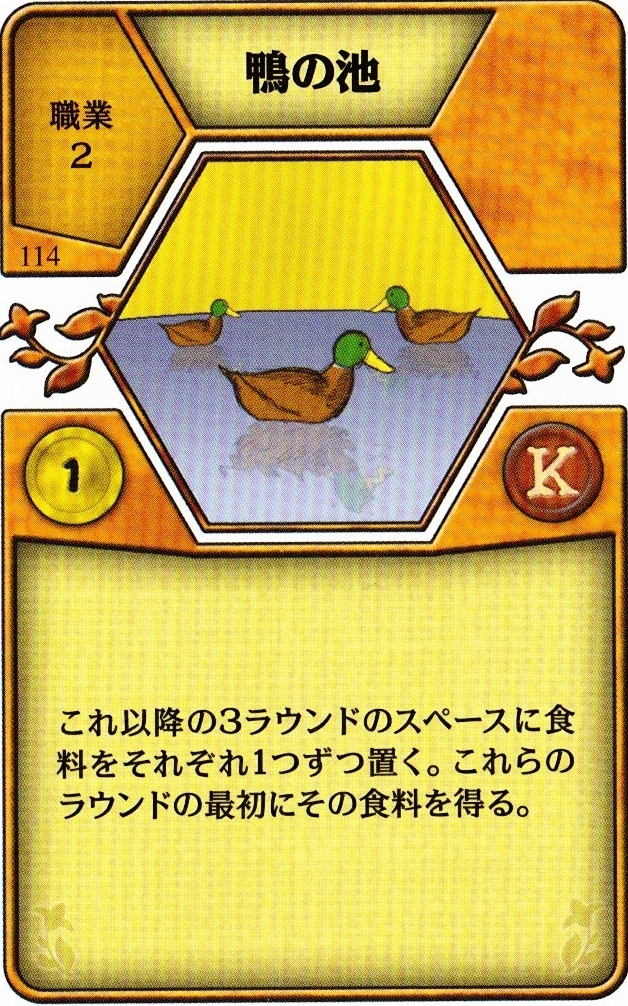 鴨の池
職業
2
114
1
K
これ以降の3ラウンドのスペースに食
料をそれぞれ1つずつ置く。これらの
ラウンドの最初にその食料を得る。